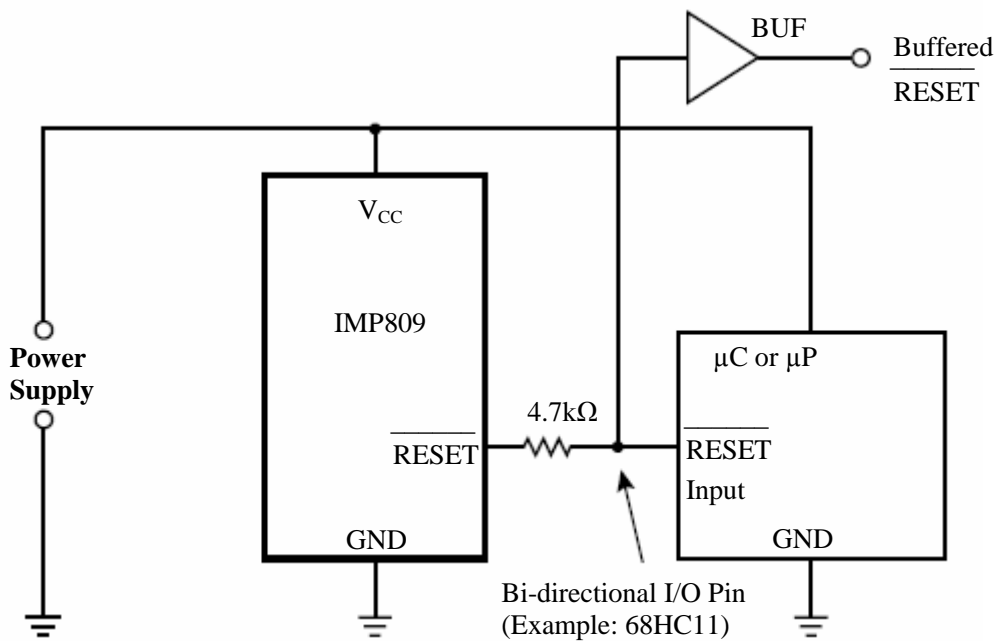 BUF
Buffered
RESET
V_CC
IMP809
Power
Supply
µC or µP
4.7kΩ
RESET
RESET
Input
GND
GND
Bi-directional I/O Pin
(Example: 68HC11)